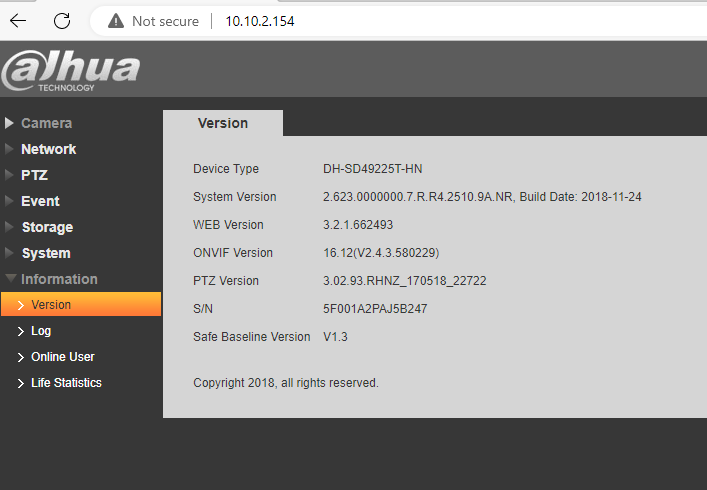 Not secure 10.10.2.154
alhua
TECHNOLOGY
Camera
Network
PTZ
Event
Storage
System
Information
Version
Log
Online User
Life Statistics
Version
Device Type DH-SD49225T-HN
System Version 2.623.0000000.7.R.R4.2510.9A.NR, Build Date: 2018-11-24
WEB Version 3.2.1.662493
ONVIF Version 16.12(V2.4.3.580229)
PTZ Version 3.02.93.RHNZ_170518_22722
S/N 5F001A2PAJ5B247
Safe Baseline Version V1.3
Copyright 2018, all rights reserved.